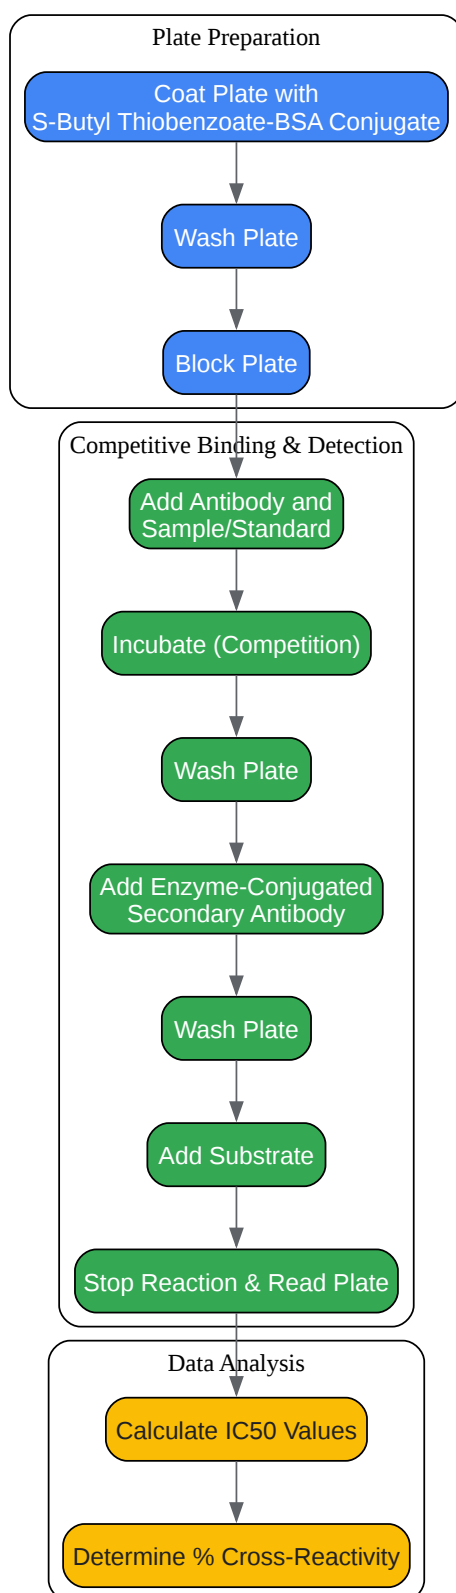 Plate Preparation
Coat Plate with
S-Butyl Thiobenzoate-BSA Conjugate
Wash Plate
Block Plate
Competitive Binding & Detection
Add Antibody and
Sample/Standard
Incubate (Competition)
Wash Plate
Add Enzyme-Conjugated
Secondary Antibody
Wash Plate
Add Substrate
Stop Reaction & Read Plate
Data Analysis
Calculate IC50 Values
Determine % Cross-Reactivity